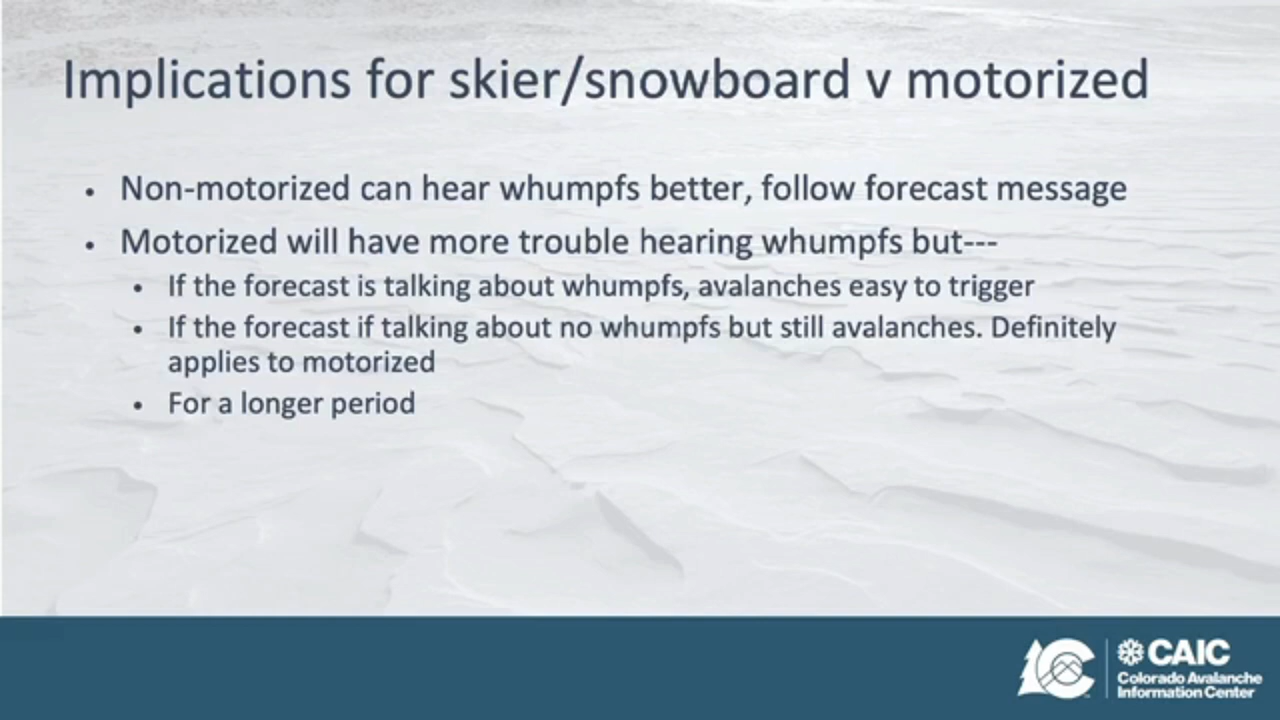 Implications for skier/snowboard v motorized
• Non-motorized can hear whumpfs better, follow forecast message
• Motorized will have more trouble hearing whumpfs but---
• If the forecast is talking about whumpfs, avalanches easy to trigger
• If the forecast if talking about no whumpfs but still avalanches. Definitely
applies to motorized
• For a longer period
CAIC
Colorado Avalanche
Information Center